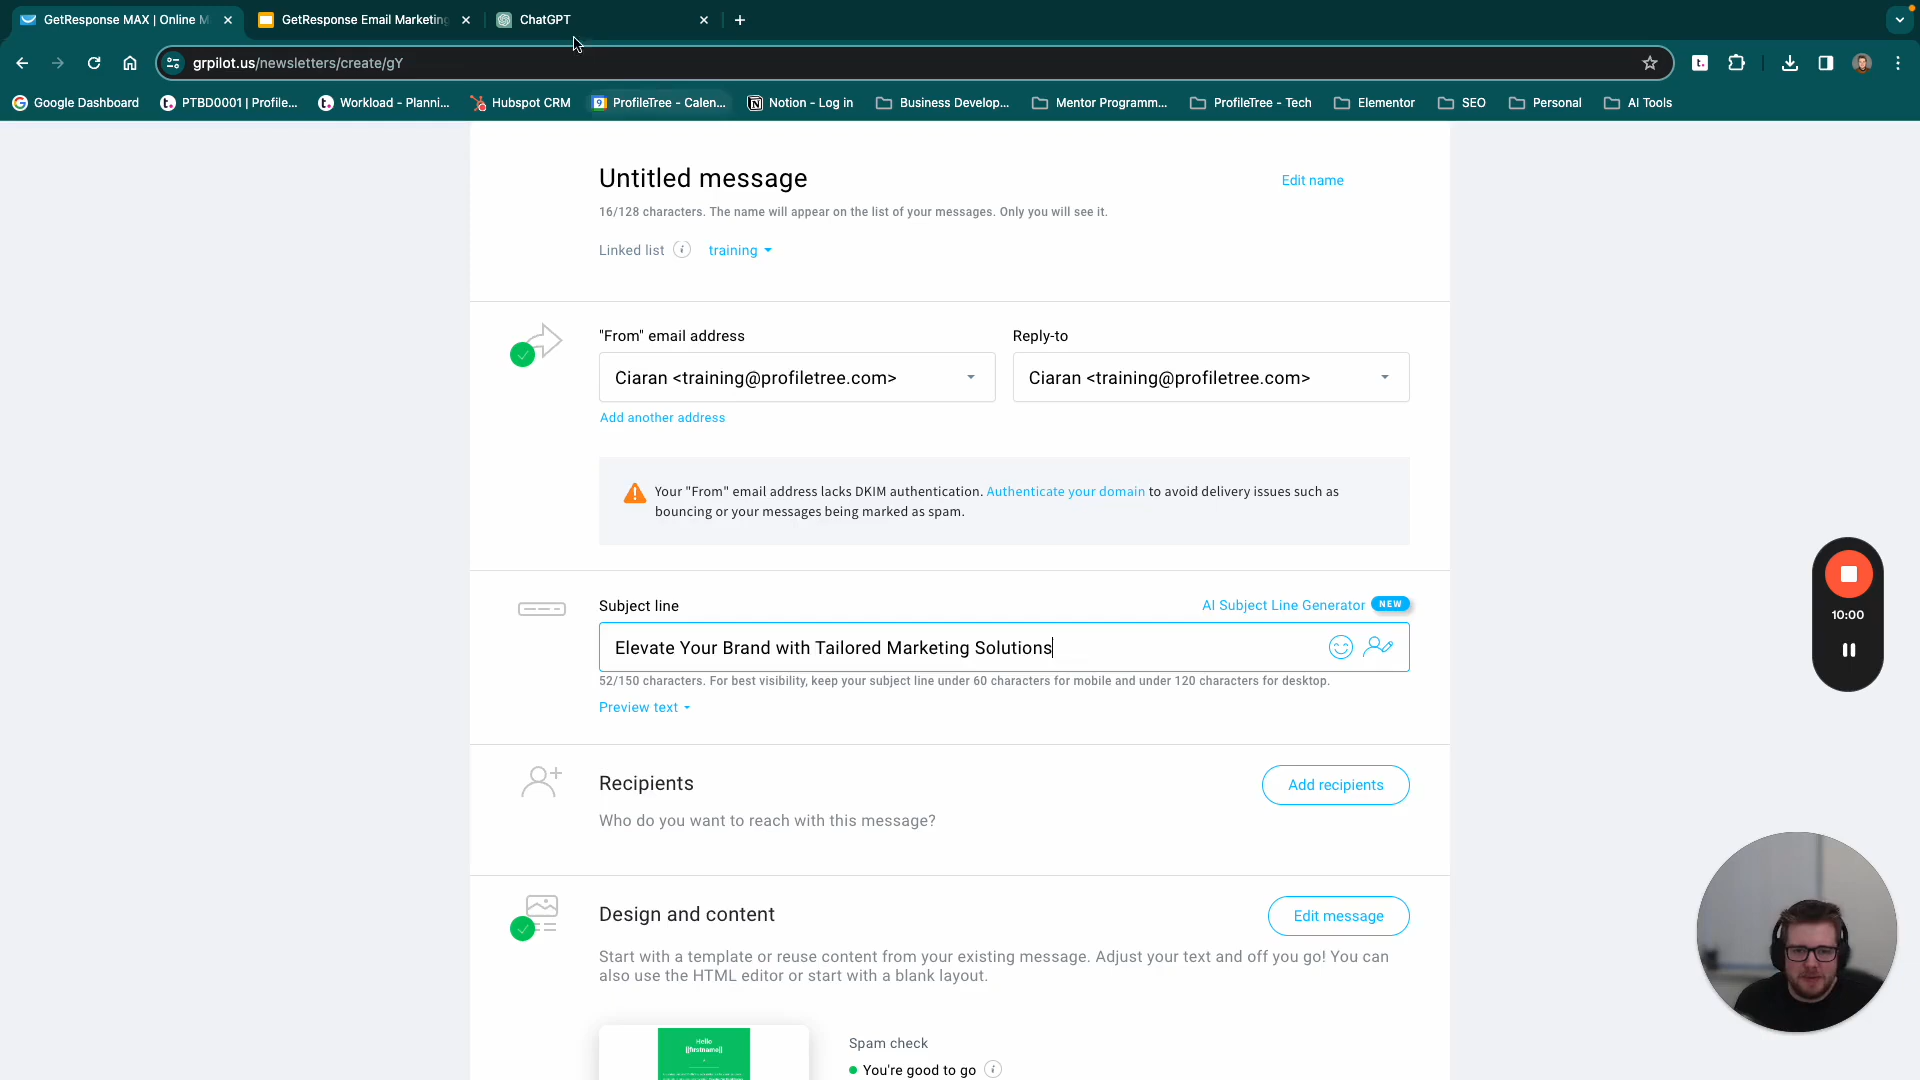 GetResponse MAX | Online M
GetResponse Email Marketing
ChatGPT
grpilot.us/newsletters/create/gY
Google Dashboard
PTBD0001 | Profile...
Workload - Planni...
Hubspot CRM
ProfileTree - Calen...
Notion - Log in
Business Develop...
Mentor Programm...
ProfileTree - Tech
Elementor
SEO
Personal
AI Tools
Untitled message
Edit name
16/128 characters. The name will appear on the list of your messages. Only you will see it.
Linked list
training
"From" email address
Reply-to
Ciaran <training@profiletree.com>
Ciaran <training@profiletree.com>
Add another address
Your "From" email address lacks DKIM authentication. Authenticate your domain to avoid delivery issues such as
bouncing or your messages being marked as spam.
Subject line
AI Subject Line Generator NEW
Elevate Your Brand with Tailored Marketing Solutions
52/150 characters. For best visibility, keep your subject line under 60 characters for mobile and under 120 characters for desktop.
Preview text
10:00
Recipients
Add recipients
Who do you want to reach with this message?
Design and content
Edit message
Start with a template or reuse content from your existing message. Adjust your text and off you go! You can
also use the HTML editor or start with a blank layout.
Hello
[[firstname]]
Spam check
You're good to go